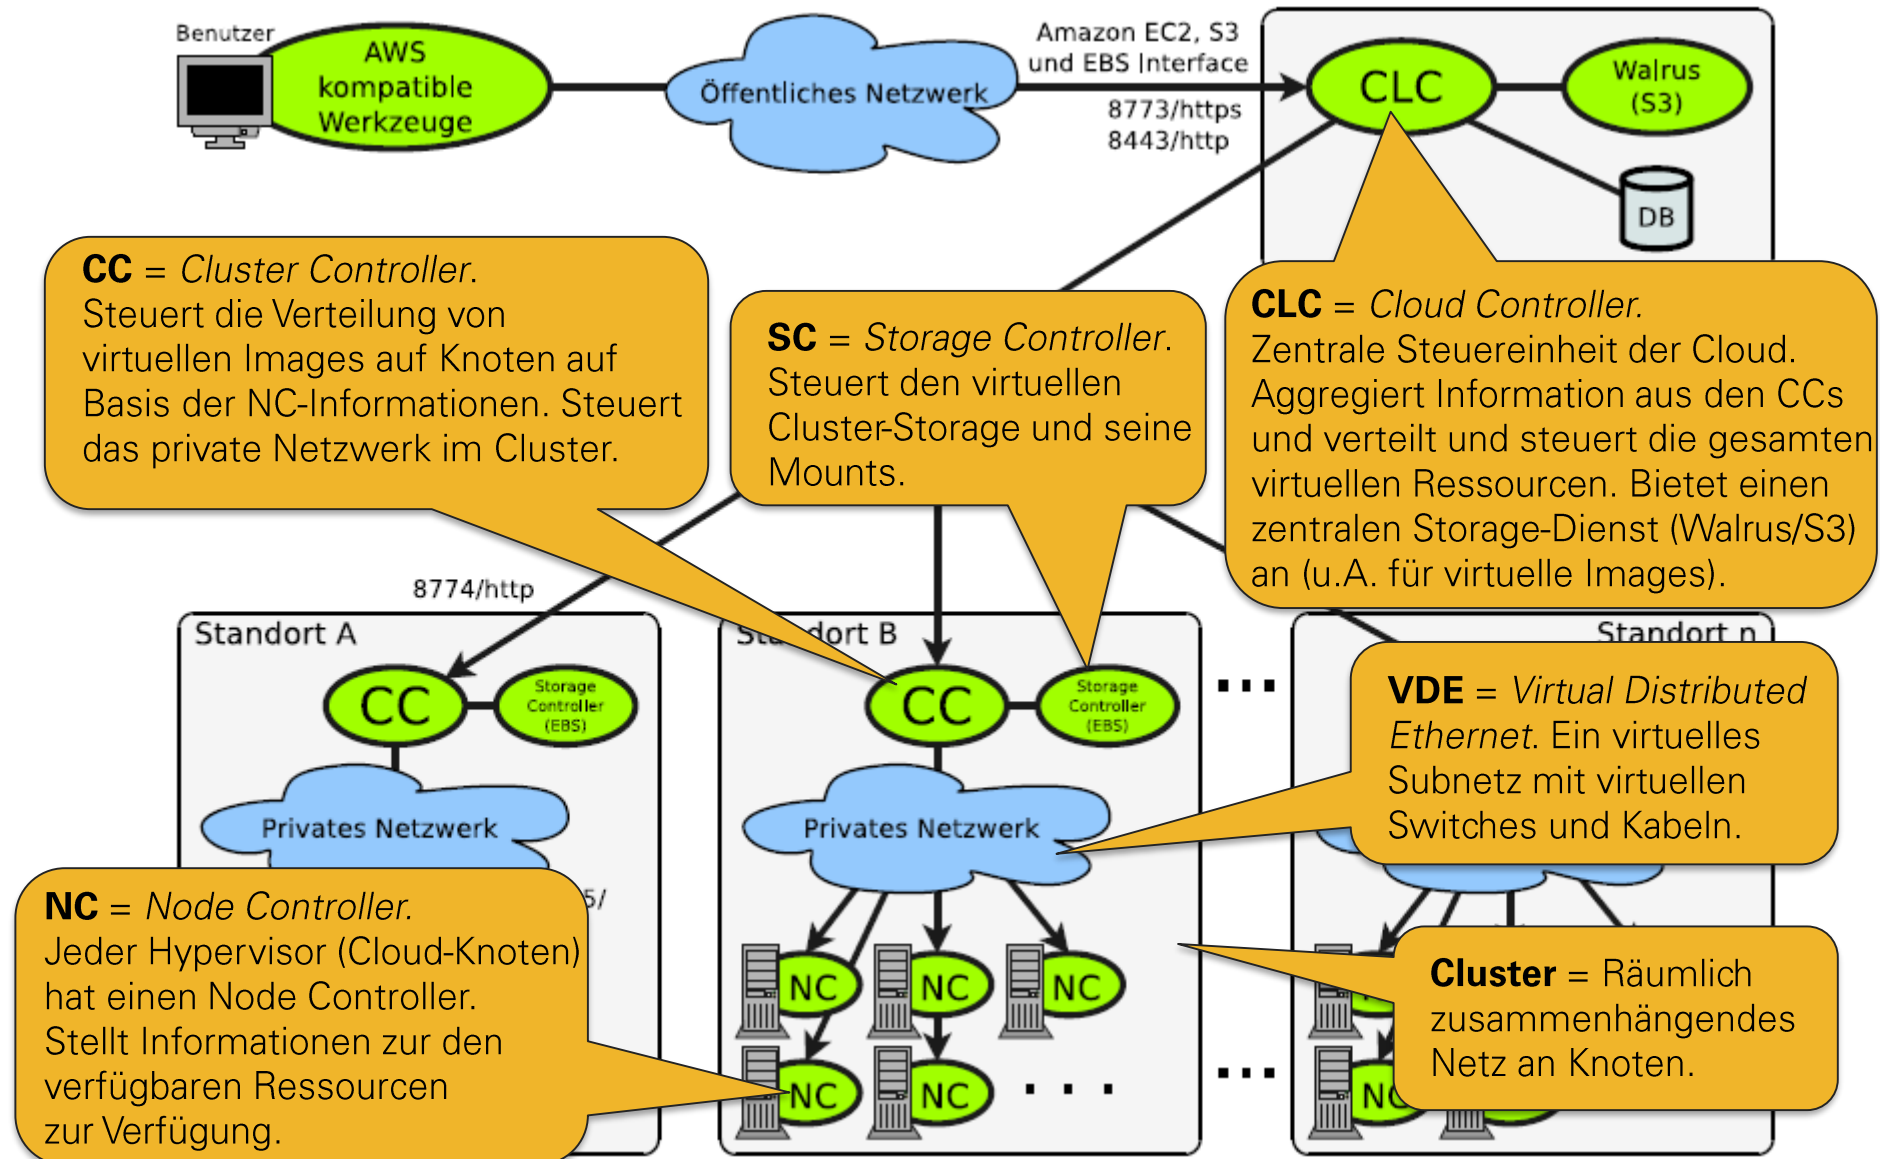 Benutzer
AWS
kompatible
Werkzeuge
Öffentliches Netzwerk
Amazon EC2, S3
und EBS Interface
8773/https
8443/http
CLC
Walrus
(S3)
DB
CC = Cluster Controller.
Steuert die Verteilung von
virtuellen Images auf Knoten auf
Basis der NC-Informationen. Steuert
das private Netzwerk im Cluster.
SC = Storage Controller.
Steuert den virtuellen
Cluster-Storage und seine
Mounts.
CLC = Cloud Controller.
Zentrale Steuereinheit der Cloud.
Aggregiert Information aus den CCs
und verteilt und steuert die gesamten
virtuellen Ressourcen. Bietet einen
zentralen Storage-Dienst (Walrus/S3)
an (u.A. für virtuelle Images).
8774/http
Standort A
CC
Storage
Controller
(EBS)
Privates Netzwerk
5/
NC = Node Controller.
Jeder Hypervisor (Cloud-Knoten)
hat einen Node Controller.
Stellt Informationen zur den
verfügbaren Ressourcen
zur Verfügung.
dort B
CC
Storage
Controller
(EBS)
Privates Netzwerk
NC
NC
NC
NC
NC
. . .
...
...
Standort n
VDE = Virtual Distributed
Ethernet. Ein virtuelles
Subnetz mit virtuellen
Switches und Kabeln.
Cluster = Räumlich
zusammenhängendes
Netz an Knoten.